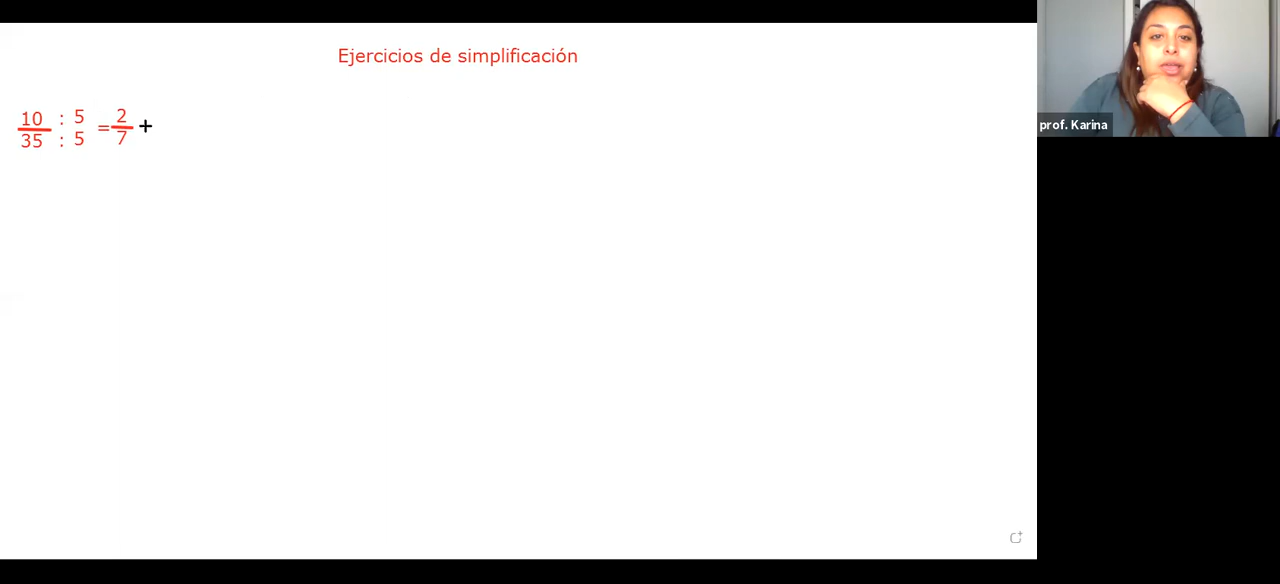 Ejercicios de simplificación
prof. Karina
10 : 5 = 2
35 : 5 7